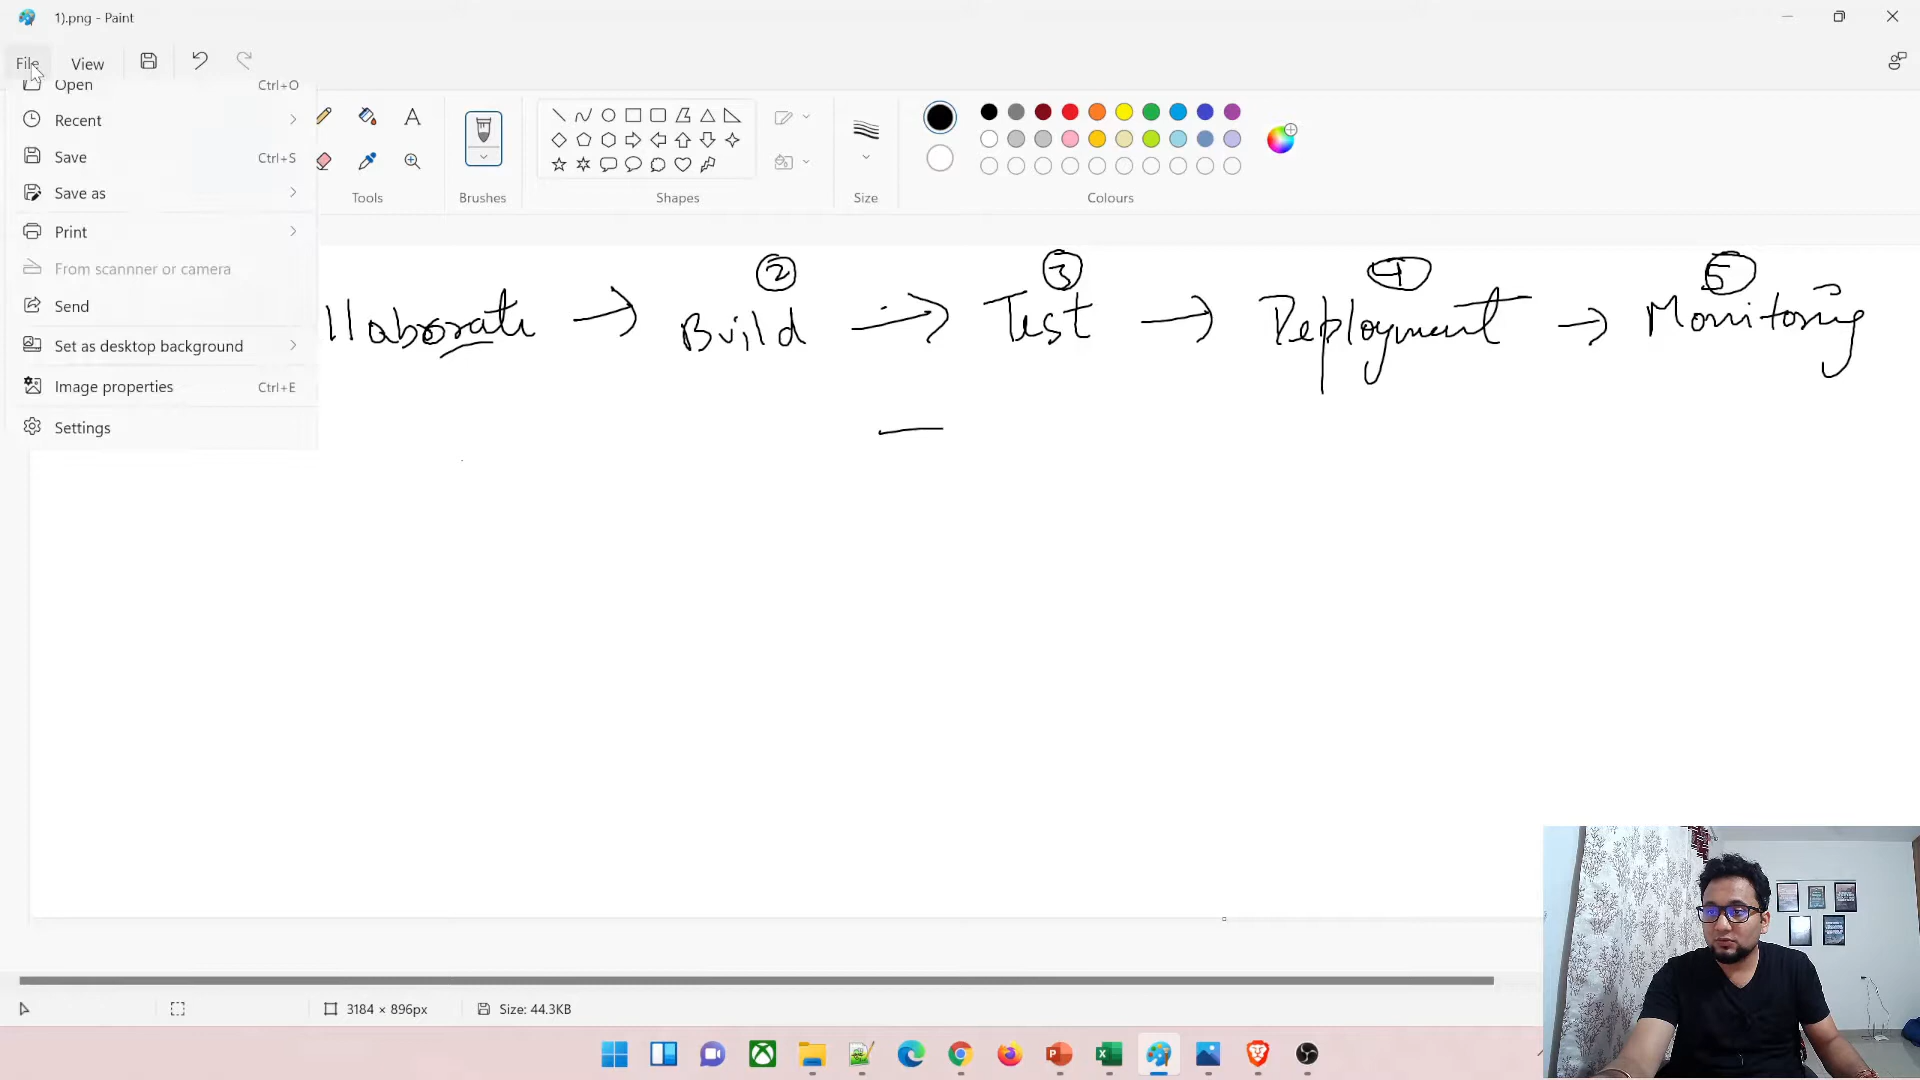 1).png - Paint
File View
Open Ctrl+O
Recent
Save Ctrl+S
Save as
Print
From scannner or camera
Send
Set as desktop background
Image properties Ctrl+E
Settings
Tools Brushes Shapes Size Colours
2 3 4 5
llaborate → Build → Test → Deployment → Monitoring
3184 × 896px Size: 44.3KB